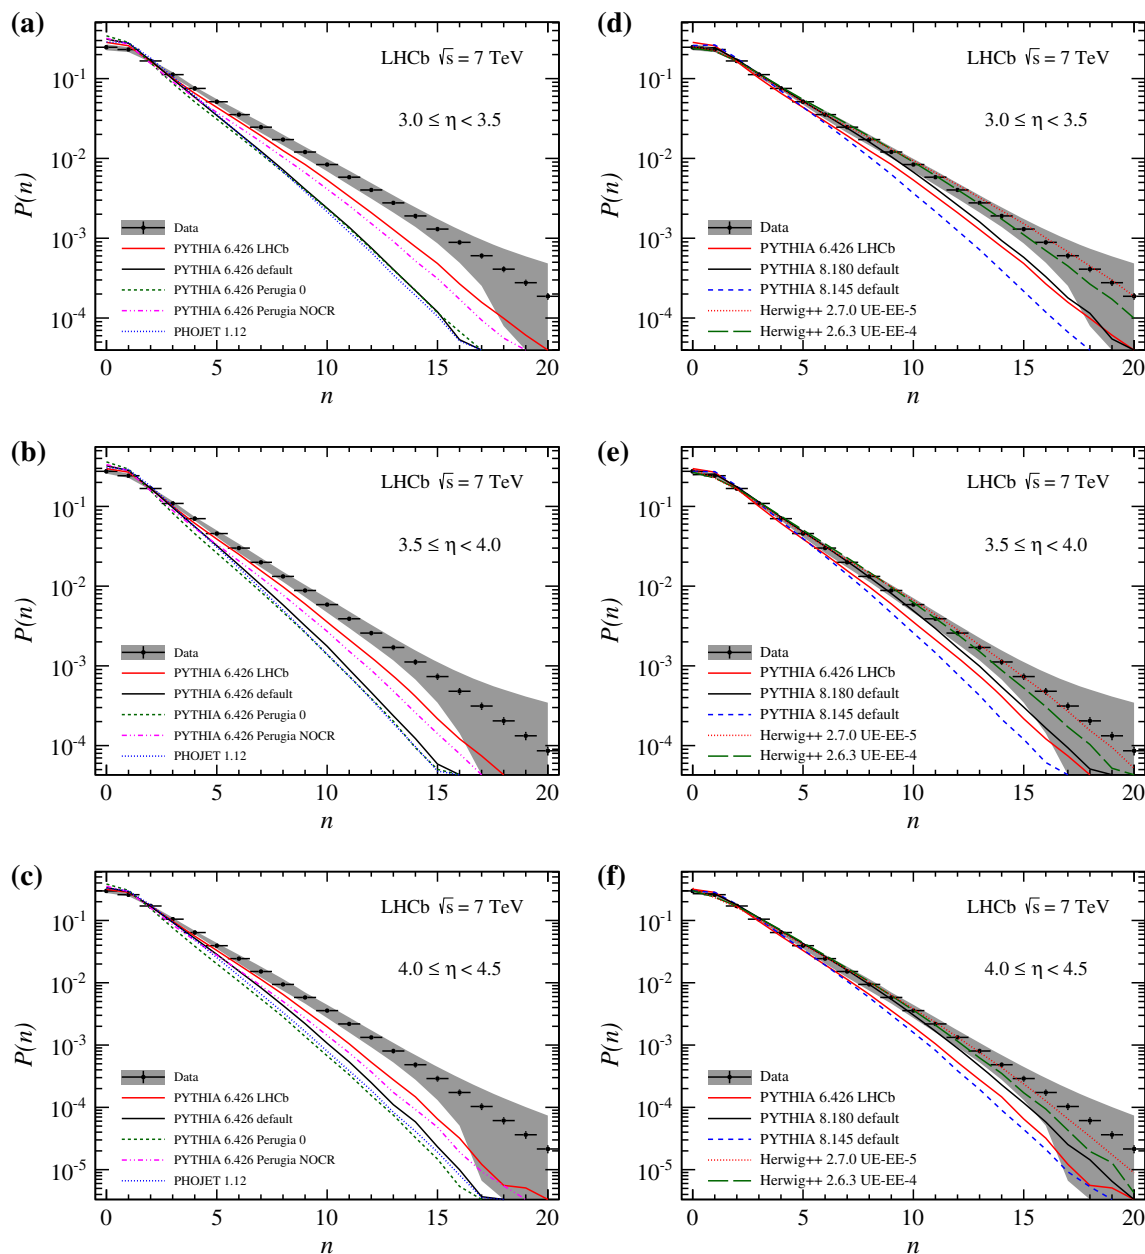 (a)
LHCb √s = 7 TeV
3.0 ≤ η < 3.5
P(n)
10⁻¹
10⁻²
10⁻³
10⁻⁴
Data
PYTHIA 6.426 LHCb
PYTHIA 6.426 default
PYTHIA 6.426 Perugia 0
PYTHIA 6.426 Perugia NOCR
PHOJET 1.12
0 5 10 15 20
n
(d)
LHCb √s = 7 TeV
3.0 ≤ η < 3.5
P(n)
10⁻¹
10⁻²
10⁻³
10⁻⁴
Data
PYTHIA 6.426 LHCb
PYTHIA 8.180 default
PYTHIA 8.145 default
Herwig++ 2.7.0 UE-EE-5
Herwig++ 2.6.3 UE-EE-4
0 5 10 15 20
n
(b)
LHCb √s = 7 TeV
3.5 ≤ η < 4.0
P(n)
10⁻¹
10⁻²
10⁻³
10⁻⁴
Data
PYTHIA 6.426 LHCb
PYTHIA 6.426 default
PYTHIA 6.426 Perugia 0
PYTHIA 6.426 Perugia NOCR
PHOJET 1.12
0 5 10 15 20
n
(e)
LHCb √s = 7 TeV
3.5 ≤ η < 4.0
P(n)
10⁻¹
10⁻²
10⁻³
10⁻⁴
Data
PYTHIA 6.426 LHCb
PYTHIA 8.180 default
PYTHIA 8.145 default
Herwig++ 2.7.0 UE-EE-5
Herwig++ 2.6.3 UE-EE-4
0 5 10 15 20
n
(c)
LHCb √s = 7 TeV
4.0 ≤ η < 4.5
P(n)
10⁻¹
10⁻²
10⁻³
10⁻⁴
10⁻⁵
Data
PYTHIA 6.426 LHCb
PYTHIA 6.426 default
PYTHIA 6.426 Perugia 0
PYTHIA 6.426 Perugia NOCR
PHOJET 1.12
0 5 10 15 20
n
(f)
LHCb √s = 7 TeV
4.0 ≤ η < 4.5
P(n)
10⁻¹
10⁻²
10⁻³
10⁻⁴
10⁻⁵
Data
PYTHIA 6.426 LHCb
PYTHIA 8.180 default
PYTHIA 8.145 default
Herwig++ 2.7.0 UE-EE-5
Herwig++ 2.6.3 UE-EE-4
0 5 10 15 20
n